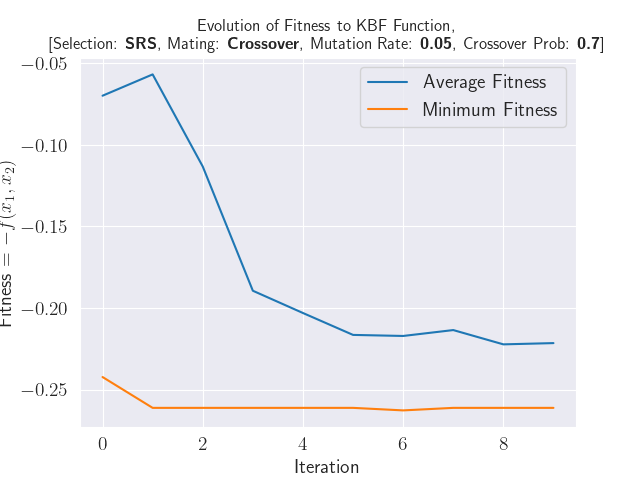 Evolution of Fitness to KBF Function,
[Selection: SRS, Mating: Crossover, Mutation Rate: 0.05, Crossover Prob: 0.7]
Average Fitness
Minimum Fitness
Fitness = −f(x₁, x₂)
−0.05
−0.10
−0.15
−0.20
−0.25
0 2 4 6 8
Iteration